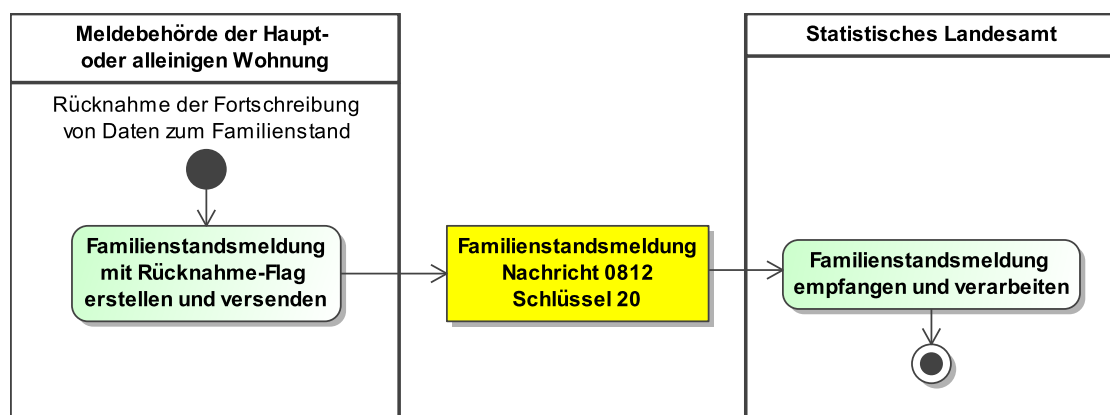 Meldebehörde der Haupt-
oder alleinigen Wohnung
Statistisches Landesamt
Rücknahme der Fortschreibung
von Daten zum Familienstand
Familienstandsmeldung
mit Rücknahme-Flag
erstellen und versenden
Familienstandsmeldung
Nachricht 0812
Schlüssel 20
Familienstandsmeldung
empfangen und verarbeiten